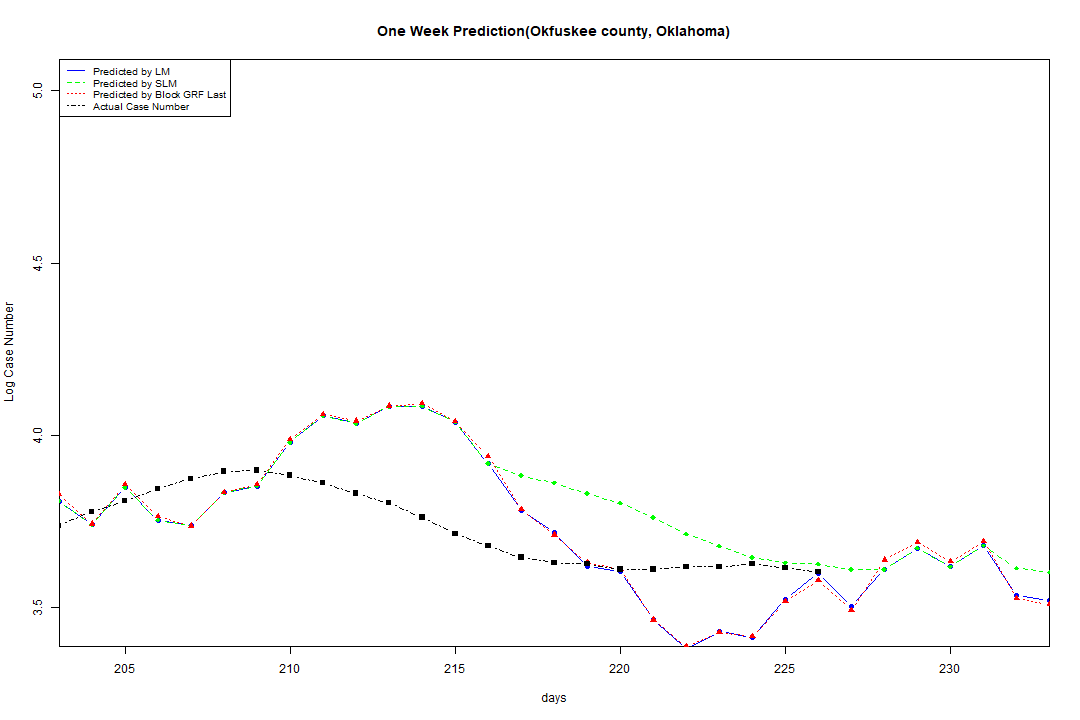 One Week Prediction(Okfuskee county, Oklahoma)
Predicted by LM
Predicted by SLM
Predicted by Block GRF Last
Actual Case Number
5.0
4.5
4.0
3.5
Log Case Number
205 210 215 220 225 230
days